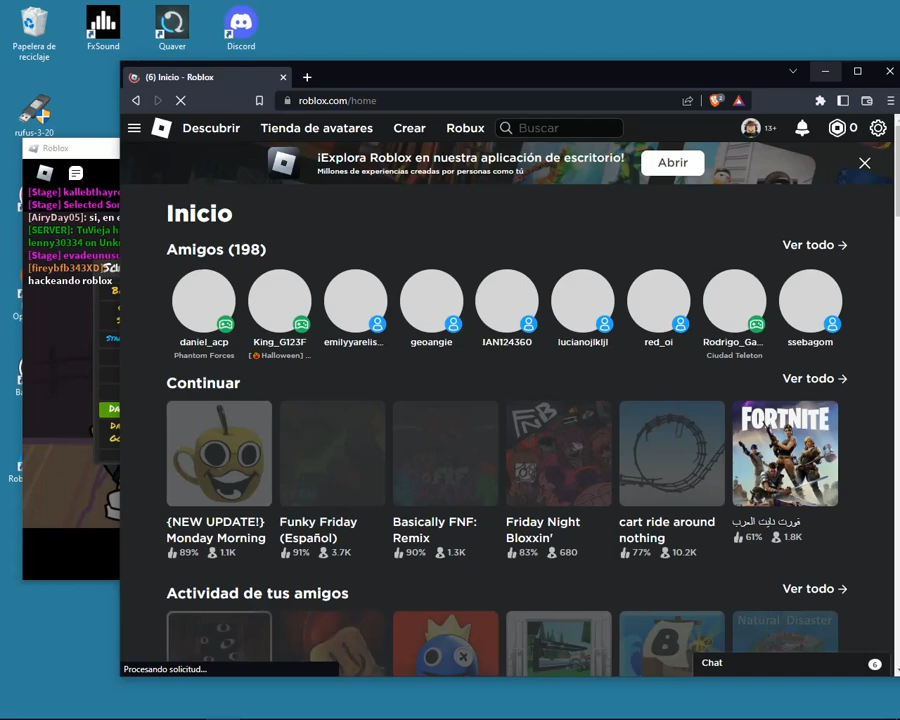 Papelera de
reciclaje
FxSound
Quaver
Discord
rufus-3-20
(6) Inicio - Roblox
roblox.com/home
Descubrir
Tienda de avatares
Crear
Robux
Buscar
13+
0
¡Explora Roblox en nuestra aplicación de escritorio!
Millones de experiencias creadas por personas como tú
Abrir
Roblox
[Stage] kallebthayro
[Stage] Selected Son
[AiryDay05]: si, en e
[SERVER]: TuVieja h
lenny30334 on Unkn
[Stage] evadeunusu
[fireybfb343XD]:
hackeando roblox
Inicio
Amigos (198)
Ver todo
daniel_acp
Phantom Forces
King_G123F
[🎃Halloween] ...
emilyyarelis...
geoangie
IAN124360
lucianojlkljl
red_oi
Rodrigo_Ga...
Ciudad Teleton
ssebagom
Continuar
Ver todo
FNB
FORTNITE
{NEW UPDATE!}
Monday Morning
89% 1.1K
Funky Friday
(Español)
91% 3.7K
Basically FNF:
Remix
90% 1.3K
Friday Night
Bloxxin'
83% 680
cart ride around
nothing
77% 10.2K
فورت نايت العرب
61% 1.8K
Actividad de tus amigos
Ver todo
B
Natural Disaster
Procesando solicitud...
Chat
6